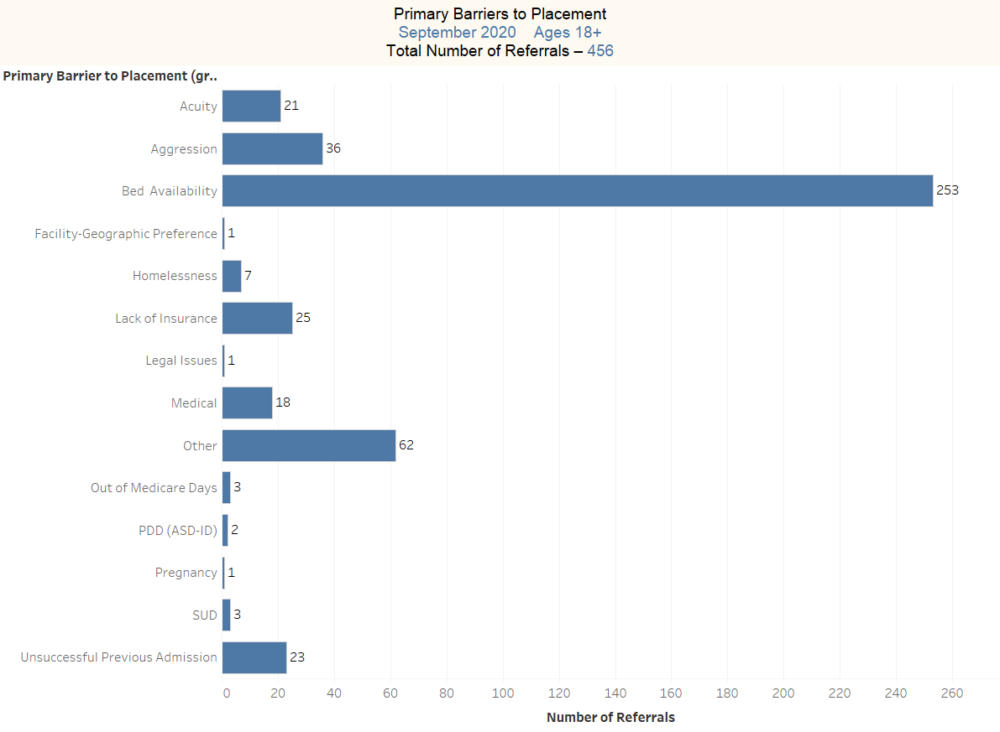 Primary Barriers to Placement
September 2020 Ages 18+
Total Number of Referrals – 456
Primary Barrier to Placement (gr..
Acuity 21
Aggression 36
Bed Availability 253
Facility-Geographic Preference 1
Homelessness 7
Lack of Insurance 25
Legal Issues 1
Medical 18
Other 62
Out of Medicare Days 3
PDD (ASD-ID) 2
Pregnancy 1
SUD 3
Unsuccessful Previous Admission 23
0 20 40 60 80 100 120 140 160 180 200 220 240 260
Number of Referrals